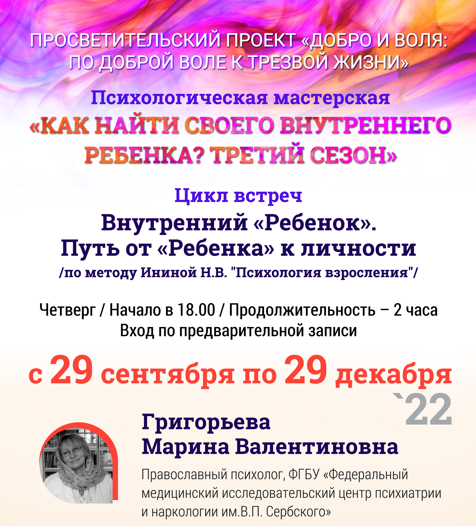 ПРОСВЕТИТЕЛЬСКИЙ ПРОЕКТ «ДОБРО И ВОЛЯ:
ПО ДОБРОЙ ВОЛЕ К ТРЕЗВОЙ ЖИЗНИ»
Психологическая мастерская
«КАК НАЙТИ СВОЕГО ВНУТРЕННЕГО
РЕБЕНКА? ТРЕТИЙ СЕЗОН»
Цикл встреч
Внутренний «Ребенок».
Путь от «Ребенка» к личности
/по методу Ининой Н.В. "Психология взросления"/
Четверг / Начало в 18.00 / Продолжительность – 2 часа
Вход по предварительной записи
с 29 сентября по 29 декабря
`22
Григорьева
Марина Валентиновна
Православный психолог, ФГБУ «Федеральный
медицинский исследовательский центр психиатрии
и наркологии им.В.П. Сербского»